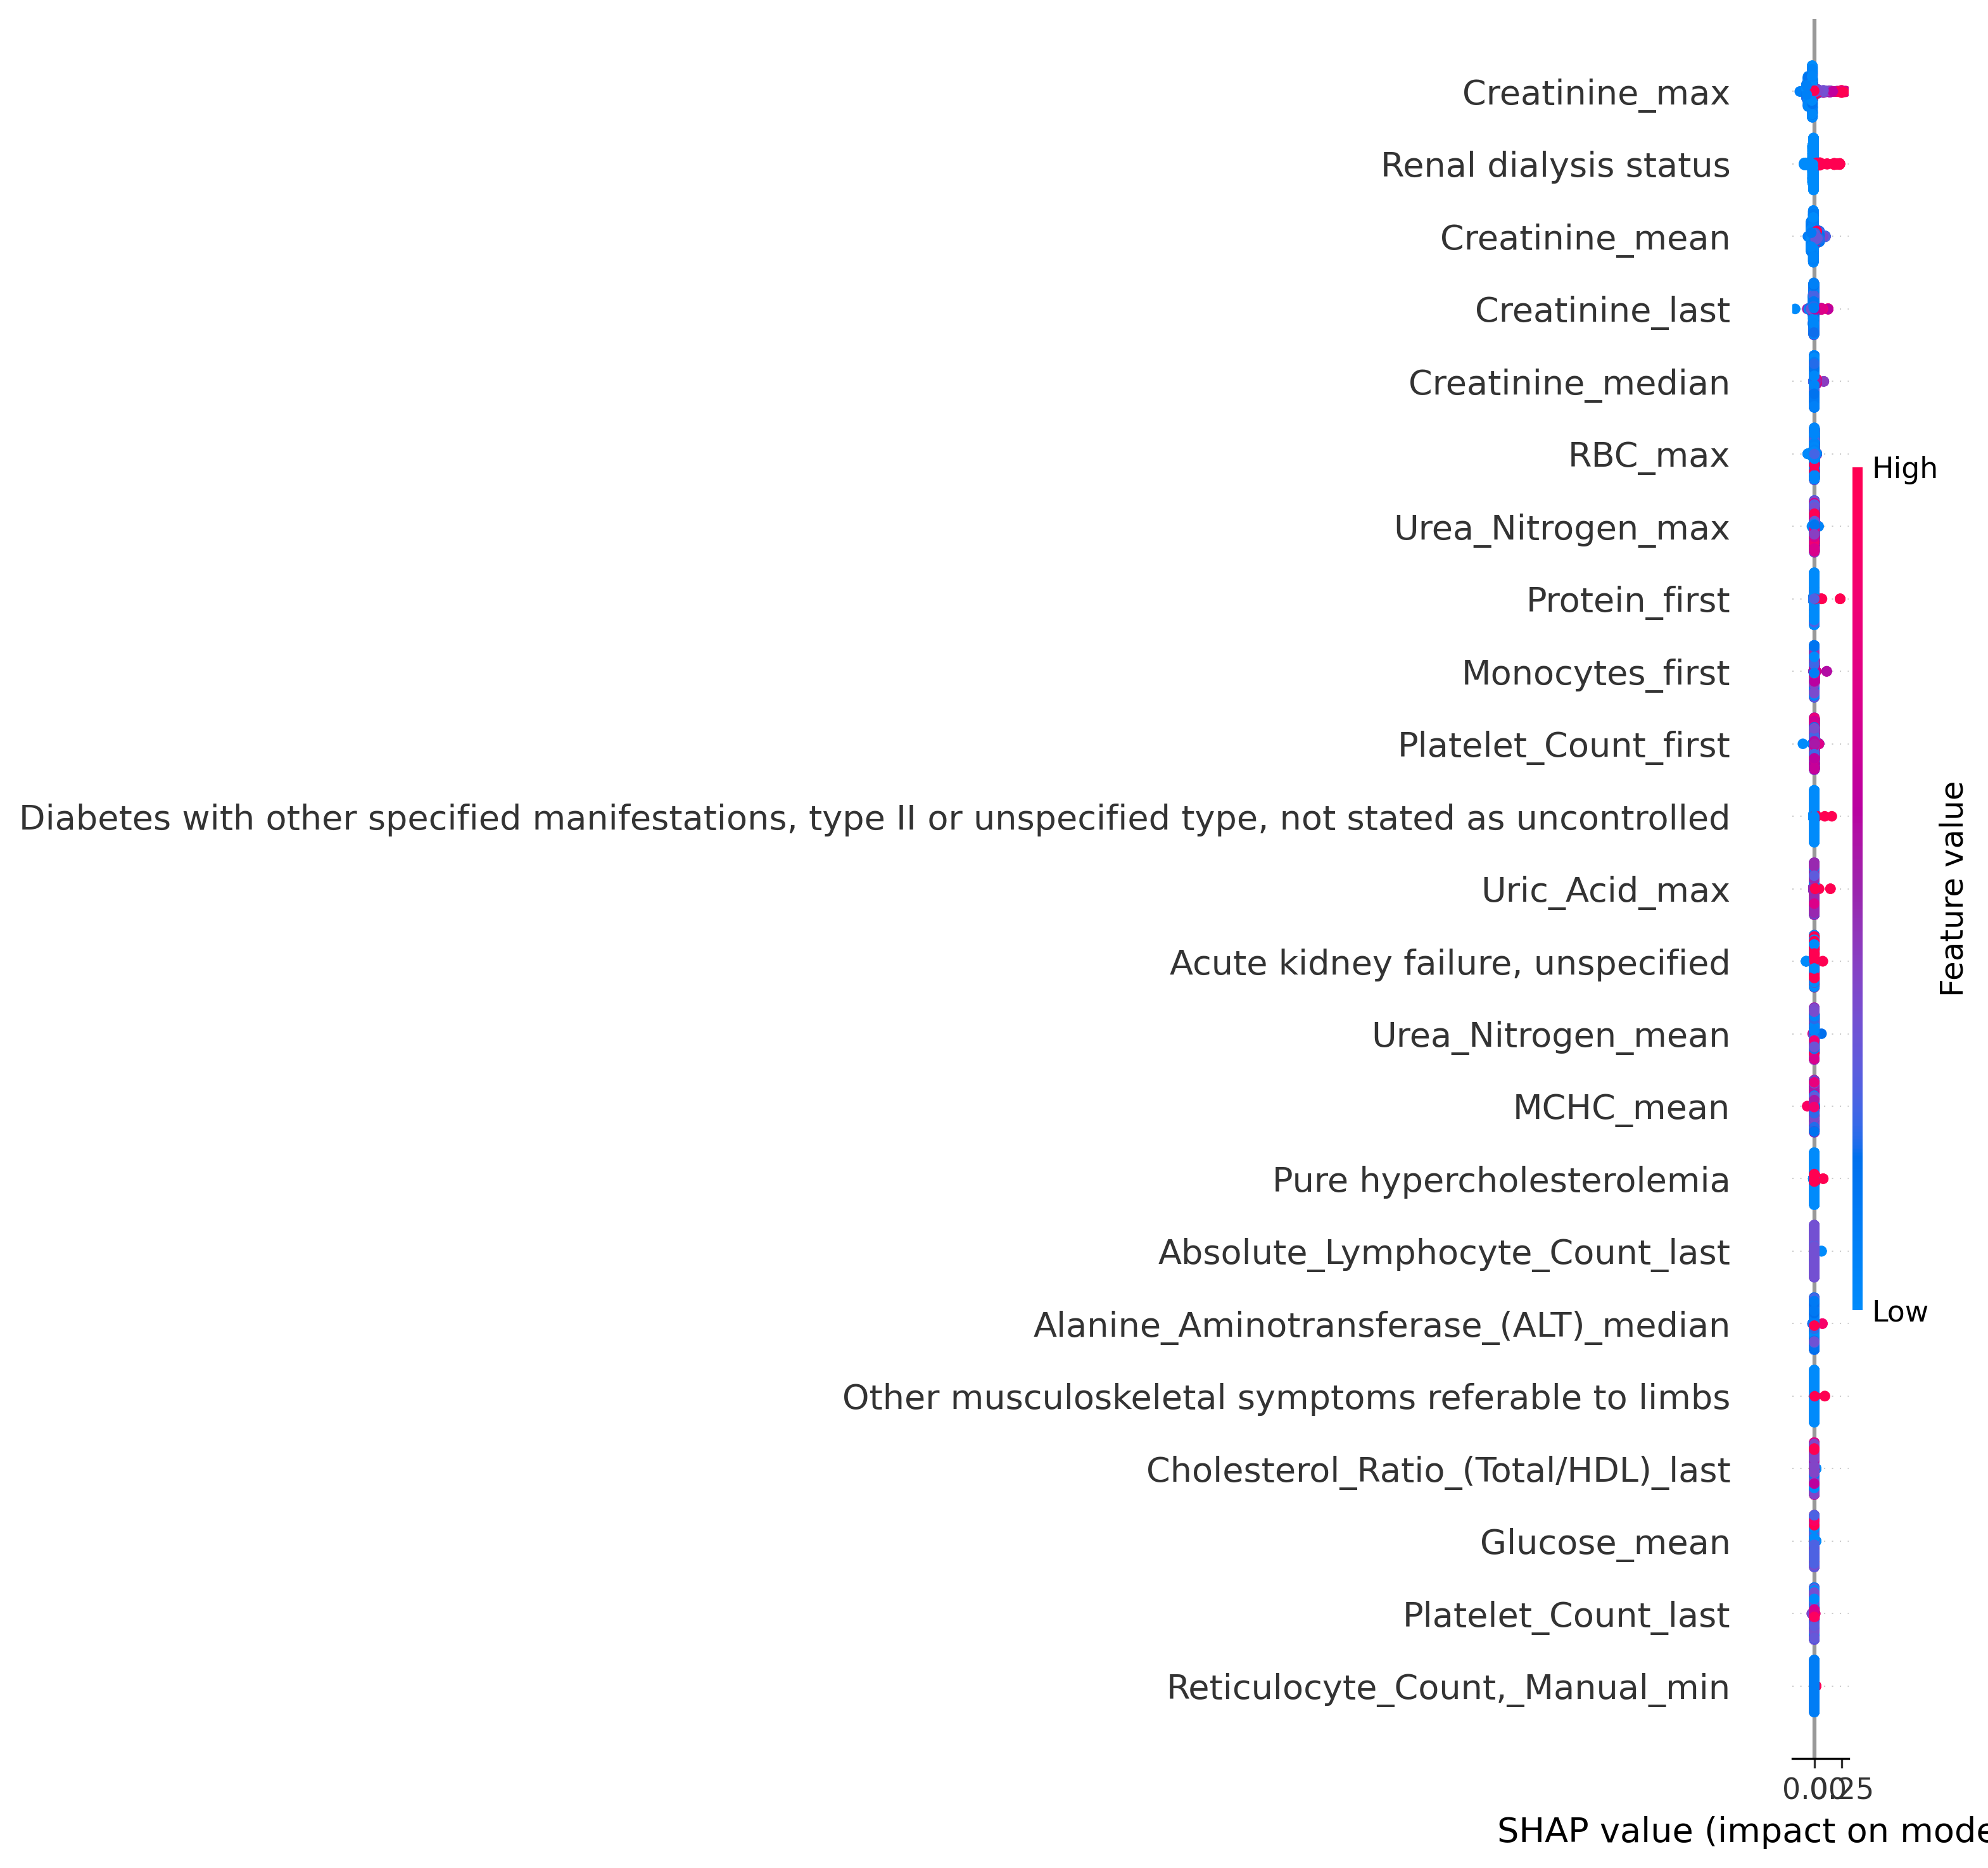 Creatinine_max
Renal dialysis status
Creatinine_mean
Creatinine_last
Creatinine_median
RBC_max
High
Urea_Nitrogen_max
Protein_first
Monocytes_first
Platelet_Count_first
Diabetes with other specified manifestations, type II or unspecified type, not stated as uncontrolled
Feature value
Uric_Acid_max
Acute kidney failure, unspecified
Urea_Nitrogen_mean
MCHC_mean
Pure hypercholesterolemia
Absolute_Lymphocyte_Count_last
Low
Alanine_Aminotransferase_(ALT)_median
Other musculoskeletal symptoms referable to limbs
Cholesterol_Ratio_(Total/HDL)_last
Glucose_mean
Platelet_Count_last
Reticulocyte_Count,_Manual_min
SHAP value (impact on mode